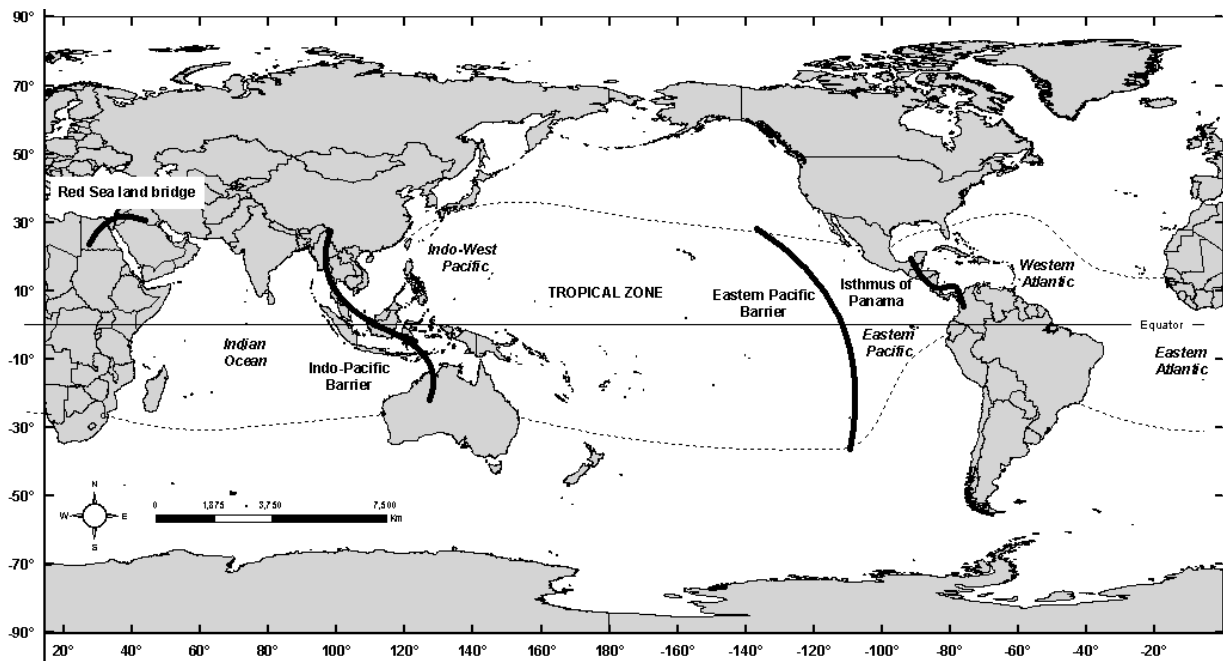 90°
70°
50°
30°
10°
0°
-10°
-30°
-50°
-70°
-90°
Red Sea land bridge
Indo-West
Pacific
TROPICAL ZONE
Eastern Pacific
Barrier
Isthmus of
Panama
Western
Atlantic
Equator
Indian
Ocean
Indo-Pacific
Barrier
Eastern
Pacific
Eastern
Atlantic
N
W E
S
0 1,875 3,750 7,500
Km
20° 40° 60° 80° 100° 120° 140° 160° 180° -160° -140° -120° -100° -80° -60° -40° -20°